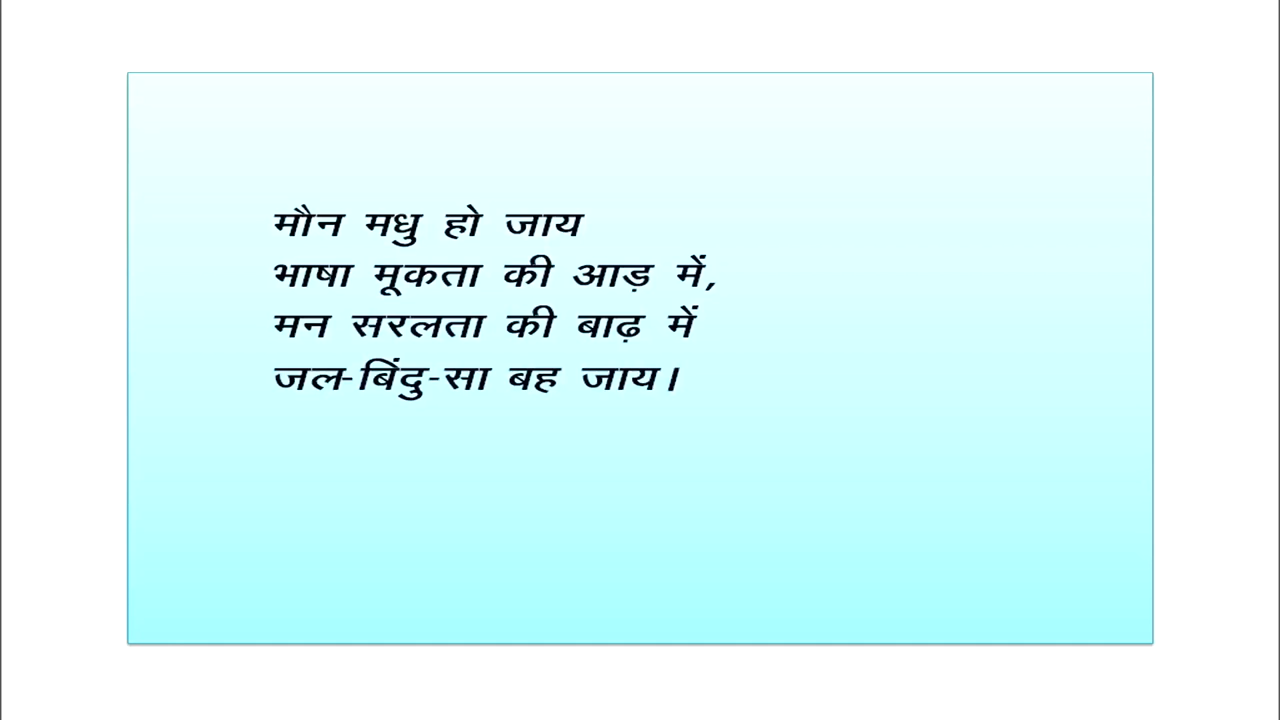 मौन मधु हो जाय
भाषा मूकता की आड़ में,
मन सरलता की बाढ़ में
जल-बिंदु-सा बह जाय।